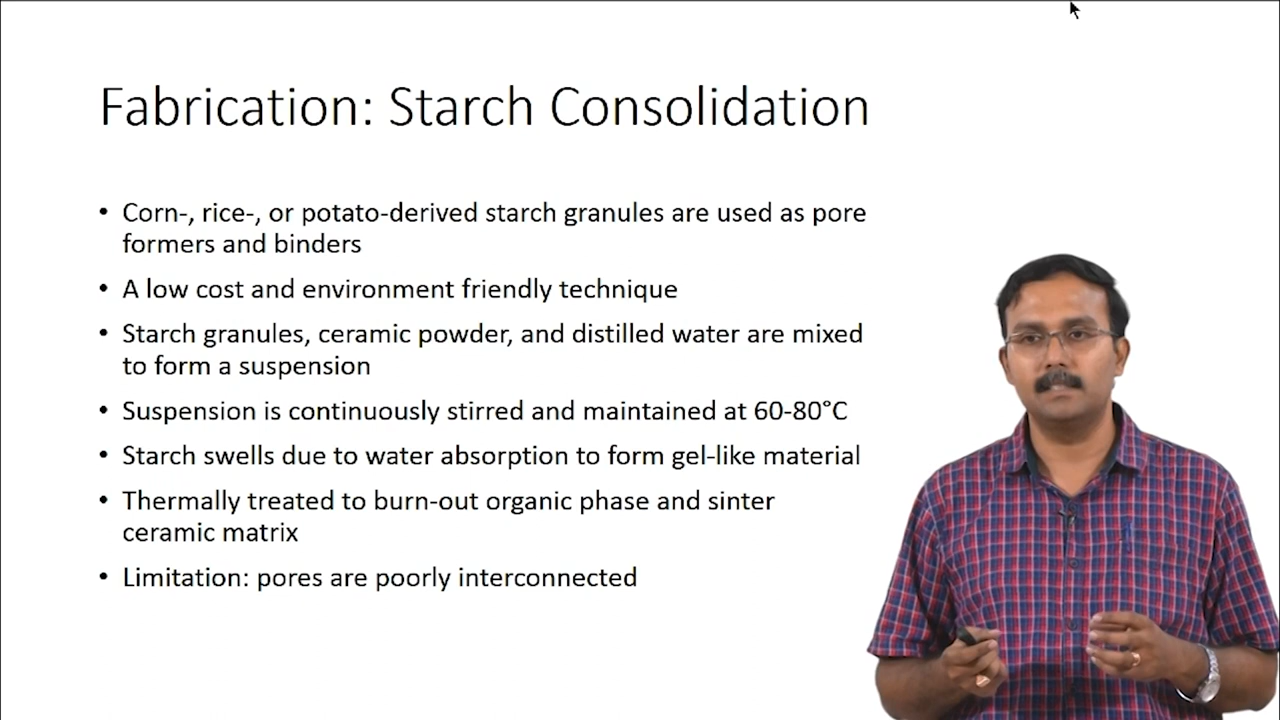 Fabrication: Starch Consolidation
• Corn-, rice-, or potato-derived starch granules are used as pore
formers and binders
• A low cost and environment friendly technique
• Starch granules, ceramic powder, and distilled water are mixed
to form a suspension
• Suspension is continuously stirred and maintained at 60-80°C
• Starch swells due to water absorption to form gel-like material
• Thermally treated to burn-out organic phase and sinter
ceramic matrix
• Limitation: pores are poorly interconnected